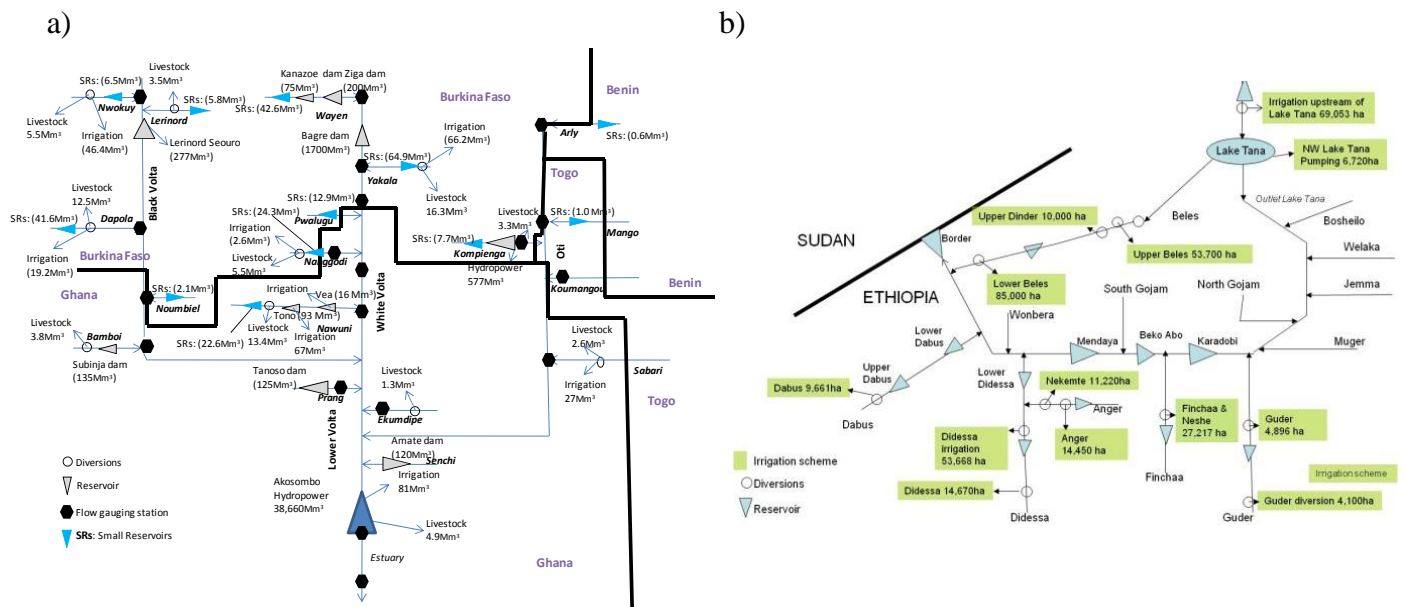 a)
Livestock
3.5Mm³
SRs: (6.5Mm³)
Nwokuy
SRs: (5.8Mm³)
Lerinord
Livestock
5.5Mm³
Irrigation
(46.4Mm³)
Lerinord Seouro
(277Mm³)
Kanazoe dam
(75Mm³)
Ziga dam
(200Mm³)
SRs: (42.6Mm³)
Wayen
Burkina Faso
Benin
Bagre dam
(1700Mm³)
Irrigation
(66.2Mm³)
Arly
SRs: (0.6Mm³)
SRs: (64.9Mm³)
Yakala
Togo
Livestock
12.5Mm³
Black Volta
Livestock
16.3Mm³
SRs: (12.9Mm³)
SRs: (24.3Mm³)
Pwalugu
SRs: (41.6Mm³)
Dapola
Irrigation
(2.6Mm³)
Livestock
3.3Mm³
SRs: (1.0 Mm³)
Mango
SRs: (7.7Mm³)
Kompienga
Oti
Burkina Faso
Irrigation
(19.2Mm³)
Livestock
5.5Mm³
Nanggodi
Hydropower
577Mm³
Koumangou
Benin
Ghana
SRs: (2.1Mm³)
Noumbiel
Irrigation
Vea (16 Mm³)
Tono (93 Mm³)
White Volta
Nawuni
Livestock
13.4Mm³
Irrigation
67Mm³
SRs: (22.6Mm³)
Livestock
3.8Mm³
Bamboi
Subinja dam
(135Mm³)
Livestock
2.6Mm³
Sabari
Irrigation
27Mm³
Togo
Tanoso dam
(125Mm³)
Prang
Livestock
1.3Mm³
Ekumdipe
Lower Volta
Amate dam
(120Mm³)
Senchi
Irrigation
81Mm³
Akosombo
Hydropower
38,660Mm³
Livestock
4.9Mm³
Estuary
Ghana
Diversions
Reservoir
Flow gauging station
SRs: Small Reservoirs
b)
Irrigation upstream of
Lake Tana 69,053 ha
Lake Tana
NW Lake Tana
Pumping 6,720ha
Outlet Lake Tana
Upper Dinder 10,000 ha
Beles
Bosheilo
SUDAN
Border
Upper Beles 53,700 ha
Welaka
ETHIOPIA
Lower Beles
85,000 ha
South Gojam
North Gojam
Jemma
Wonbera
Lower
Dabus
Mendaya
Beko Abo
Karadobi
Muger
Upper
Dabus
Lower
Didessa
Nekemte 11,220ha
Dabus 9,661ha
Dabus
Anger
Didessa
irrigation
53,668 ha
Anger
14,450 ha
Finchaa &
Neshe
27,217 ha
Guder
4,896 ha
Irrigation scheme
Diversions
Reservoir
Didessa 14,670ha
Didessa
Finchaa
Irrigation scheme
Guder diversion 4,100ha
Guder